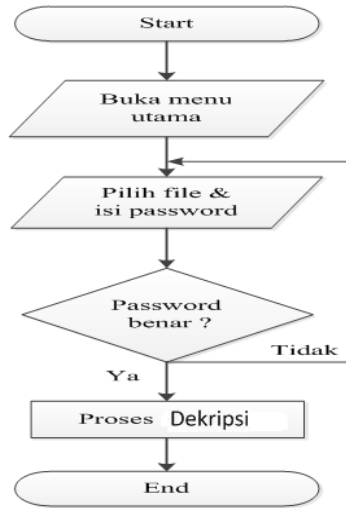 Start
Buka menu
utama
Pilih file &
isi password
Password
benar ?
Tidak
Ya
Proses Dekripsi
End